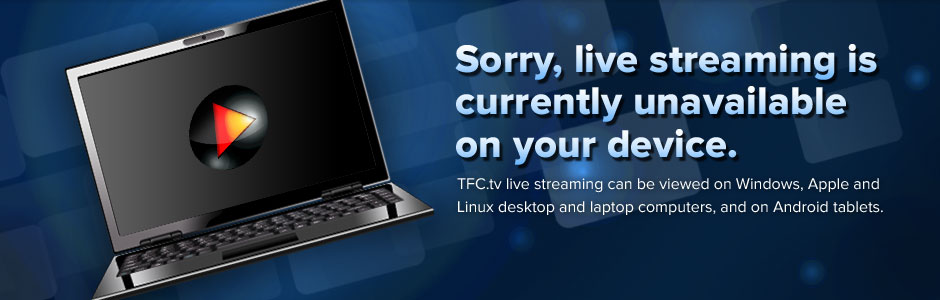 Sorry, live streaming is
currently unavailable
on your device.
TFC.tv live streaming can be viewed on Windows, Apple and
Linux desktop and laptop computers, and on Android tablets.